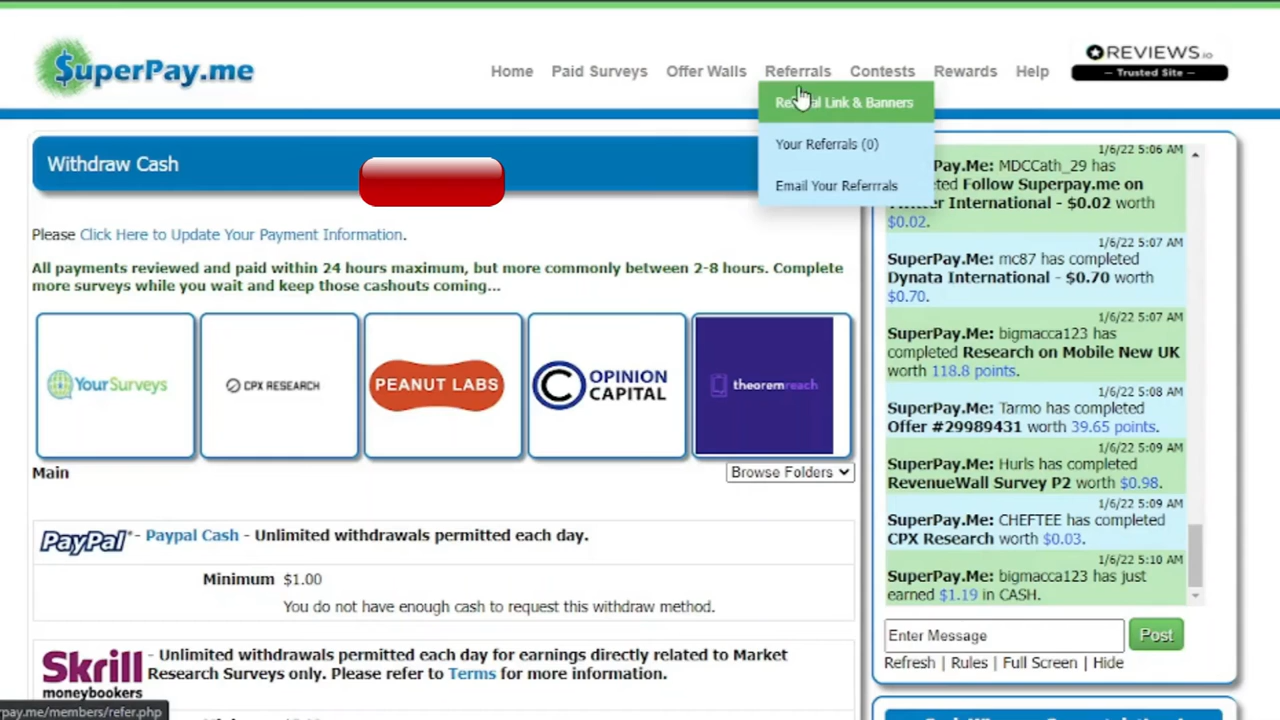 $uperPay.me
Home Paid Surveys Offer Walls Referrals Contests Rewards Help
REVIEWS.io
— Trusted Site —
Link & Banners
Your Referrals (0)
Email Your Referrrals
Withdraw Cash
Please Click Here to Update Your Payment Information.
All payments reviewed and paid within 24 hours maximum, but more commonly between 2-8 hours. Complete
more surveys while you wait and keep those cashouts coming...
YourSurveys
CPX RESEARCH
PEANUT LABS
OPINION
CAPITAL
theoremreach
Main
Browse Folders
PayPal - Paypal Cash - Unlimited withdrawals permitted each day.
Minimum $1.00
You do not have enough cash to request this withdraw method.
Skrill
moneybookers
- Unlimited withdrawals permitted each day for earnings directly related to Market
Research Surveys only. Please refer to Terms for more information.
rpay.me/members/refer.php
1/6/22 5:06 AM
SuperPay.Me: MDCCath_29 has
Follow Superpay.me on
International - $0.02 worth
$0.02.
1/6/22 5:07 AM
SuperPay.Me: mc87 has completed
Dynata International - $0.70 worth
$0.70.
1/6/22 5:07 AM
SuperPay.Me: bigmacca123 has
completed Research on Mobile New UK
worth 118.8 points.
1/6/22 5:08 AM
SuperPay.Me: Tarmo has completed
Offer #29989431 worth 39.65 points.
1/6/22 5:09 AM
SuperPay.Me: Hurls has completed
RevenueWall Survey P2 worth $0.98.
1/6/22 5:09 AM
SuperPay.Me: CHEFTEE has completed
CPX Research worth $0.03.
1/6/22 5:10 AM
SuperPay.Me: bigmacca123 has just
earned $1.19 in CASH.
Enter Message
Post
Refresh | Rules | Full Screen | Hide